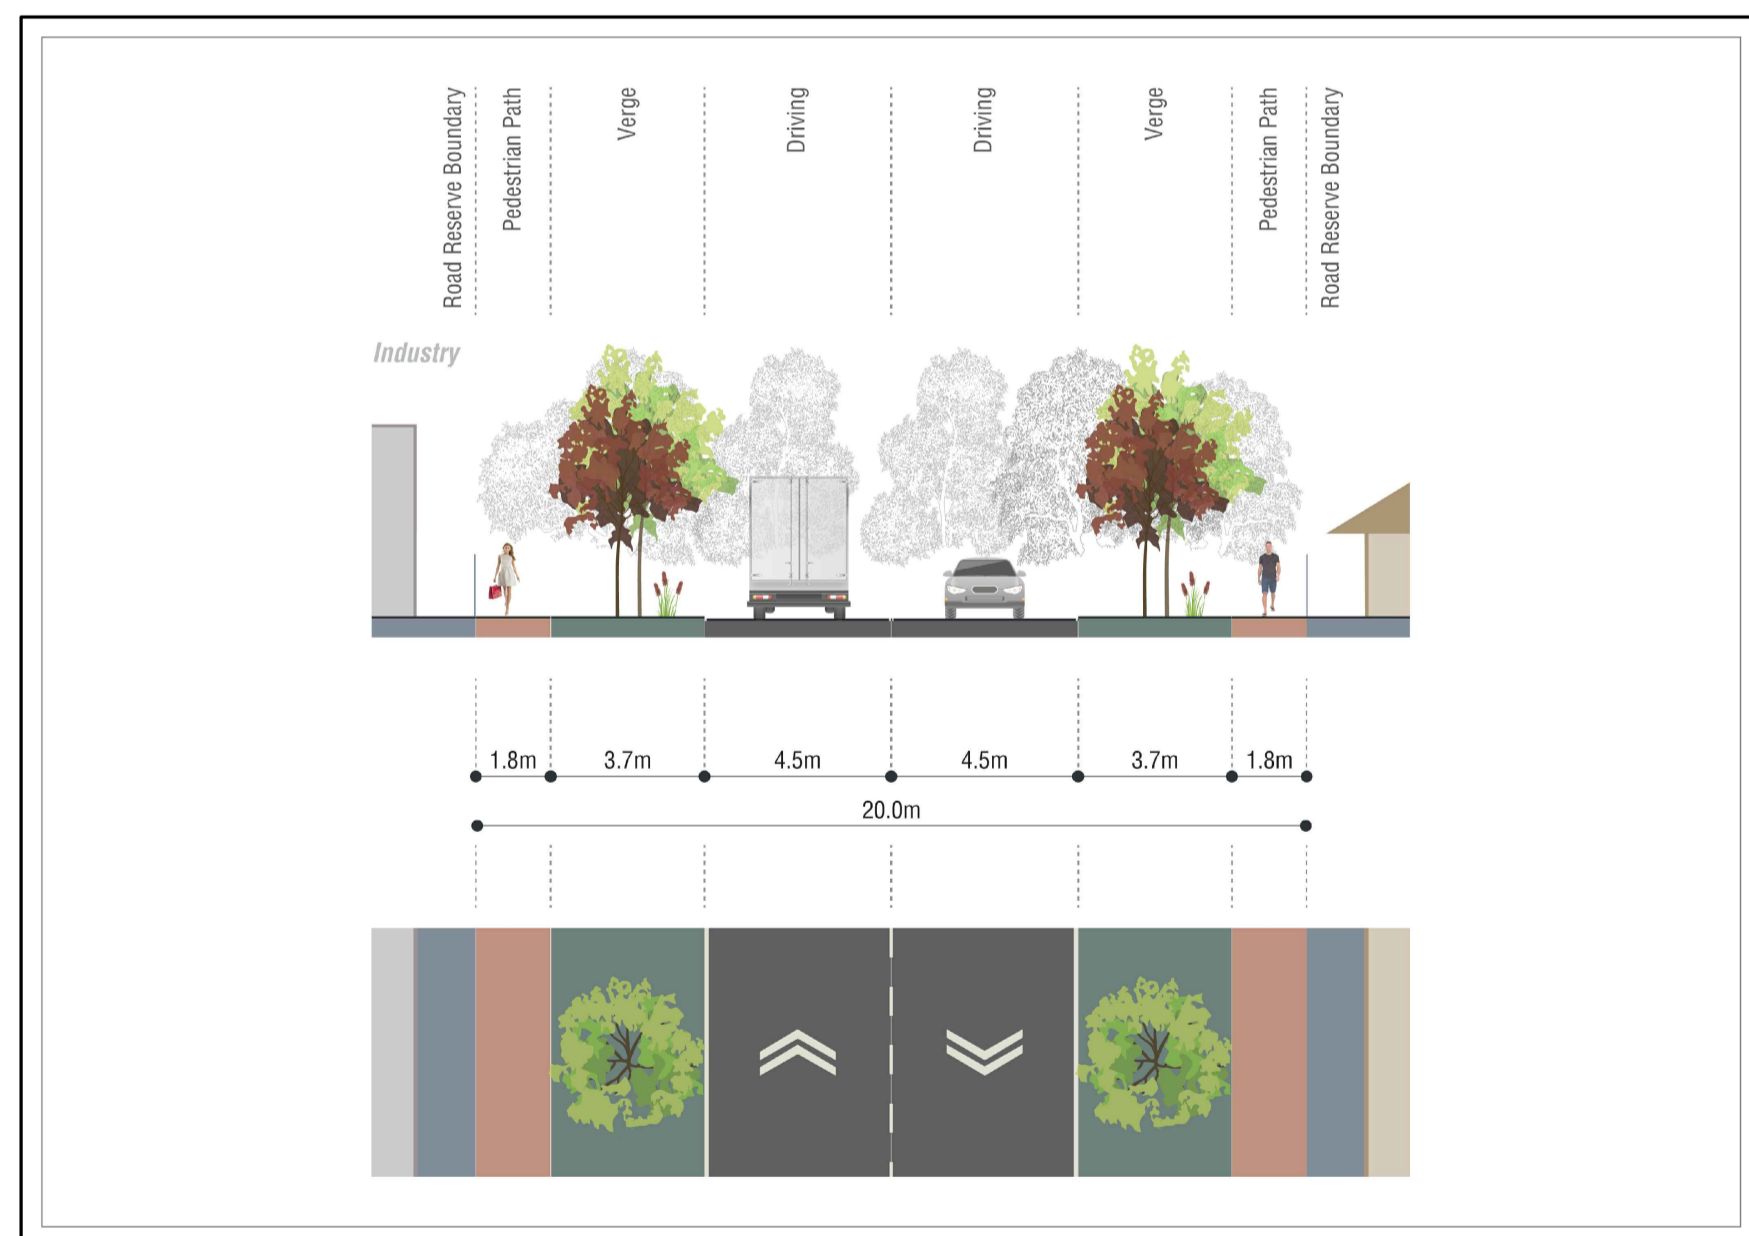 Road Reserve Boundary
Pedestrian Path
Verge
Driving
Driving
Verge
Pedestrian Path
Road Reserve Boundary
Industry
1.8m
3.7m
4.5m
4.5m
3.7m
1.8m
20.0m